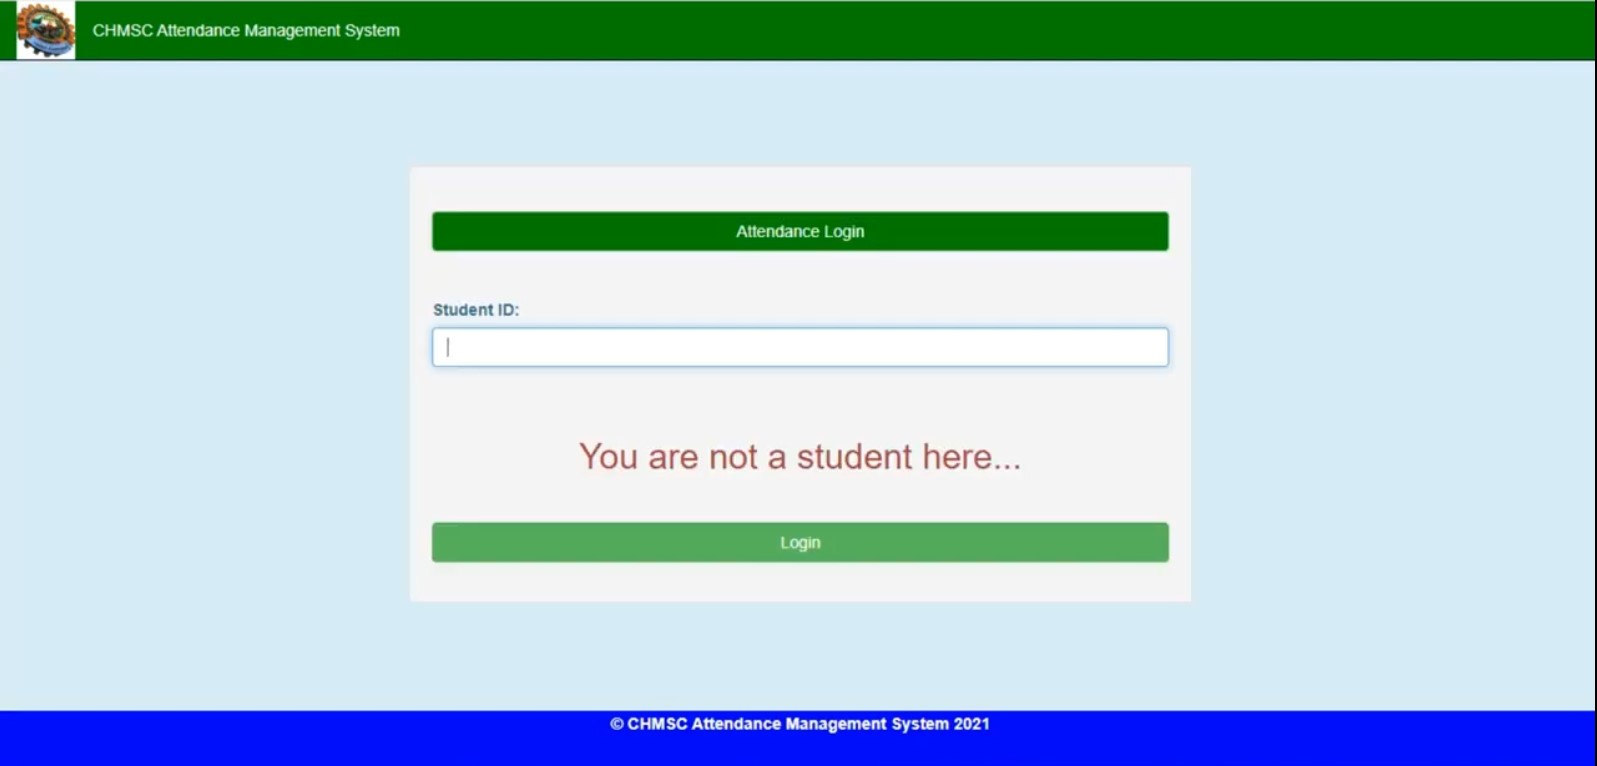 CHMSC Attendance Management System
Attendance Login
Student ID:
You are not a student here...
Login
© CHMSC Attendance Management System 2021